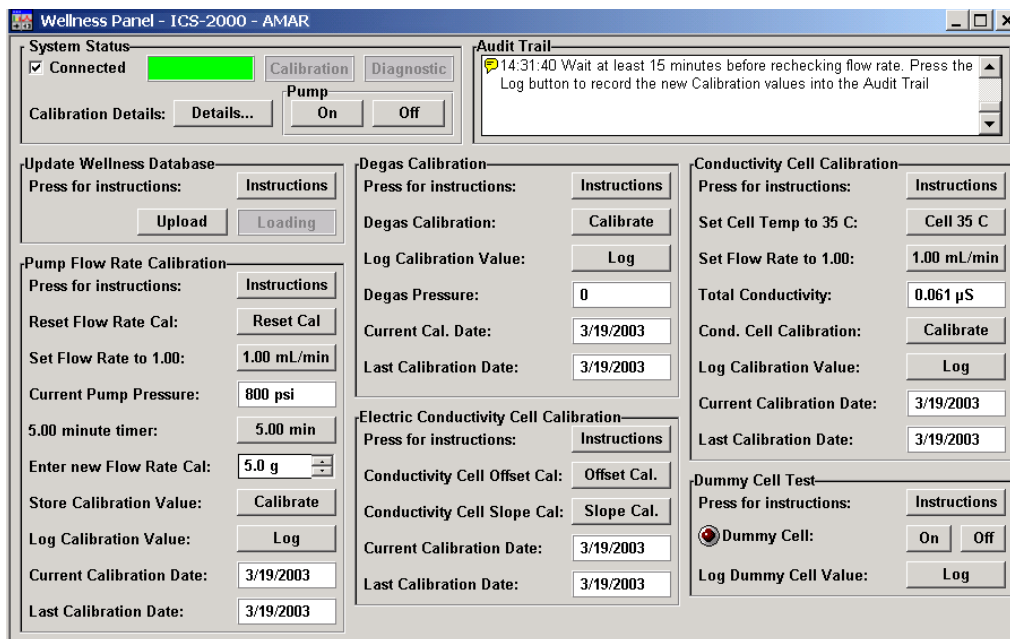 Wellness Panel - ICS-2000 - AMAR
System Status
Connected
Calibration
Diagnostic
Calibration Details:
Details...
Pump
On
Off
Audit Trail
14:31:40 Wait at least 15 minutes before rechecking flow rate. Press the
Log button to record the new Calibration values into the Audit Trail
Update Wellness Database
Press for instructions:
Instructions
Upload
Loading
Pump Flow Rate Calibration
Press for instructions:
Instructions
Reset Flow Rate Cal:
Reset Cal
Set Flow Rate to 1.00:
1.00 mL/min
Current Pump Pressure:
800 psi
5.00 minute timer:
5.00 min
Enter new Flow Rate Cal:
5.0 g
Store Calibration Value:
Calibrate
Log Calibration Value:
Log
Current Calibration Date:
3/19/2003
Last Calibration Date:
3/19/2003
Degas Calibration
Press for instructions:
Instructions
Degas Calibration:
Calibrate
Log Calibration Value:
Log
Degas Pressure:
0
Current Cal. Date:
3/19/2003
Last Calibration Date:
3/19/2003
Electric Conductivity Cell Calibration
Press for instructions:
Instructions
Conductivity Cell Offset Cal:
Offset Cal.
Conductivity Cell Slope Cal:
Slope Cal.
Current Calibration Date:
3/19/2003
Last Calibration Date:
3/19/2003
Conductivity Cell Calibration
Press for instructions:
Instructions
Set Cell Temp to 35 C:
Cell 35 C
Set Flow Rate to 1.00:
1.00 mL/min
Total Conductivity:
0.061 µS
Cond. Cell Calibration:
Calibrate
Log Calibration Value:
Log
Current Calibration Date:
3/19/2003
Last Calibration Date:
3/19/2003
Dummy Cell Test
Press for instructions:
Instructions
Dummy Cell:
On
Off
Log Dummy Cell Value:
Log